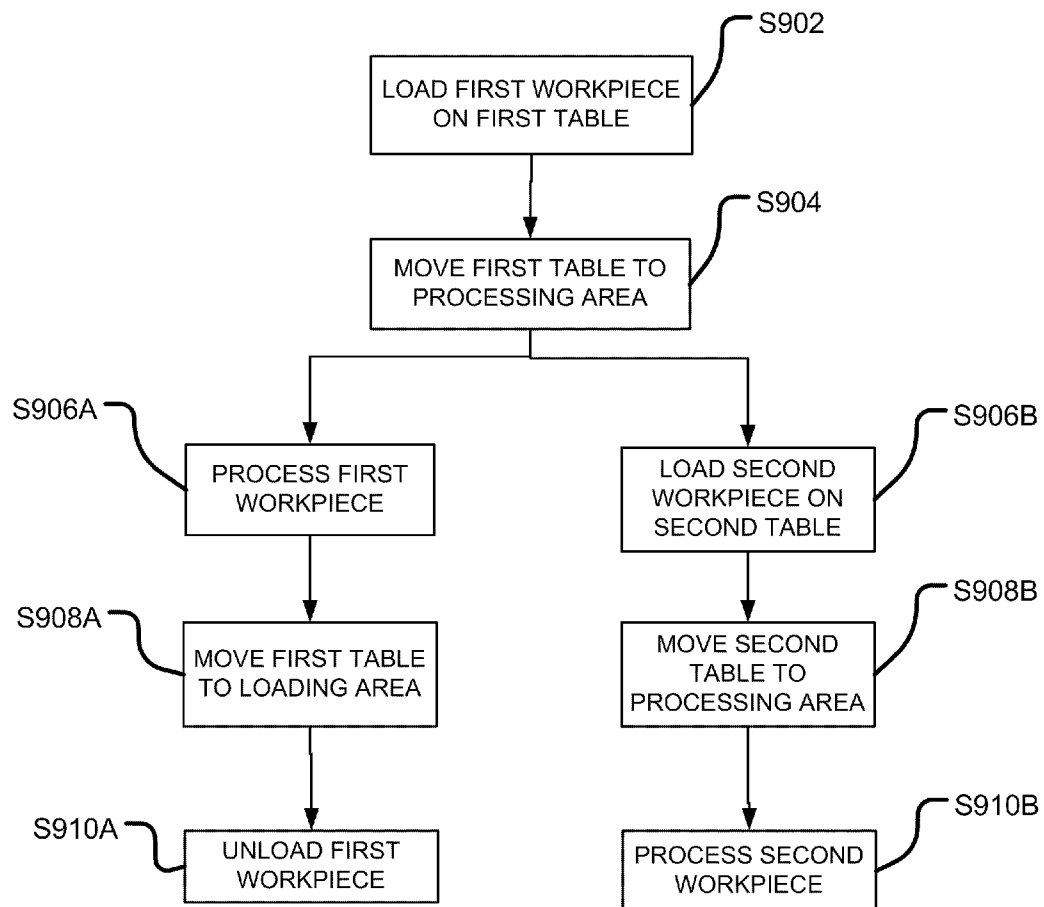 S902
LOAD FIRST WORKPIECE
ON FIRST TABLE
S904
MOVE FIRST TABLE TO
PROCESSING AREA
S906A
PROCESS FIRST
WORKPIECE
S906B
LOAD SECOND
WORKPIECE ON
SECOND TABLE
S908A
MOVE FIRST TABLE
TO LOADING AREA
S908B
MOVE SECOND
TABLE TO
PROCESSING AREA
S910A
UNLOAD FIRST
WORKPIECE
S910B
PROCESS SECOND
WORKPIECE